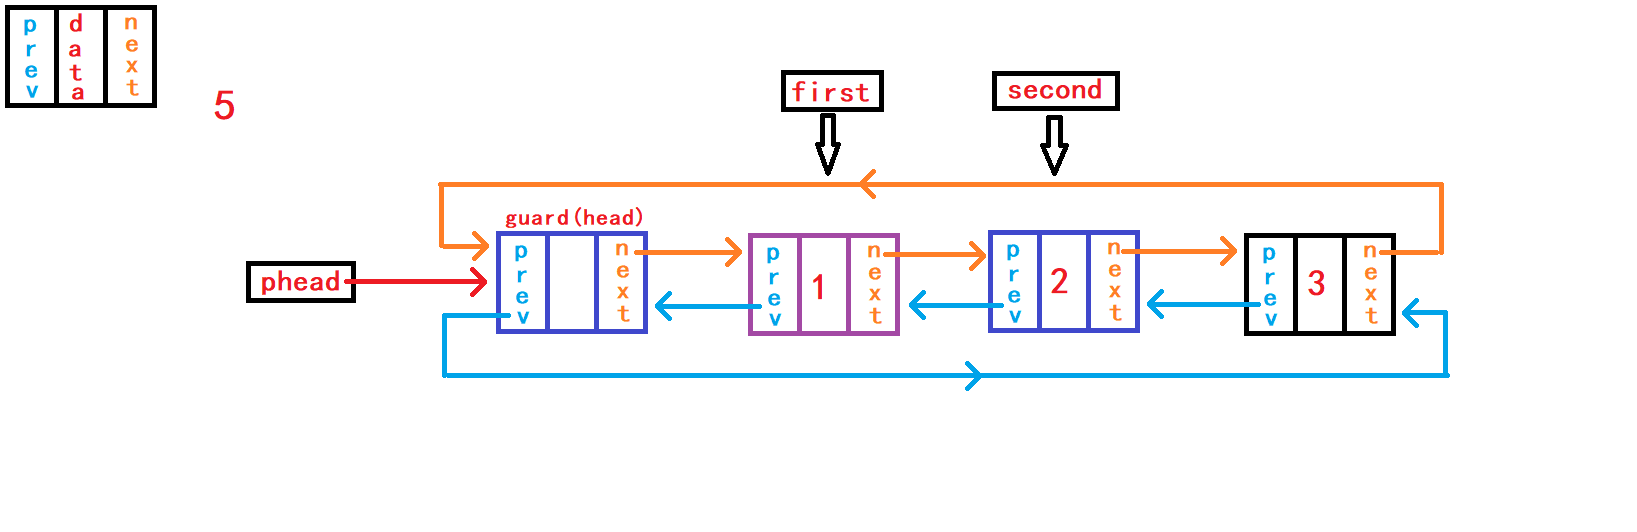 prev data next
5
first
second
guard(head)
phead
prev next
prev 1 next
prev 2 next
prev 3 next